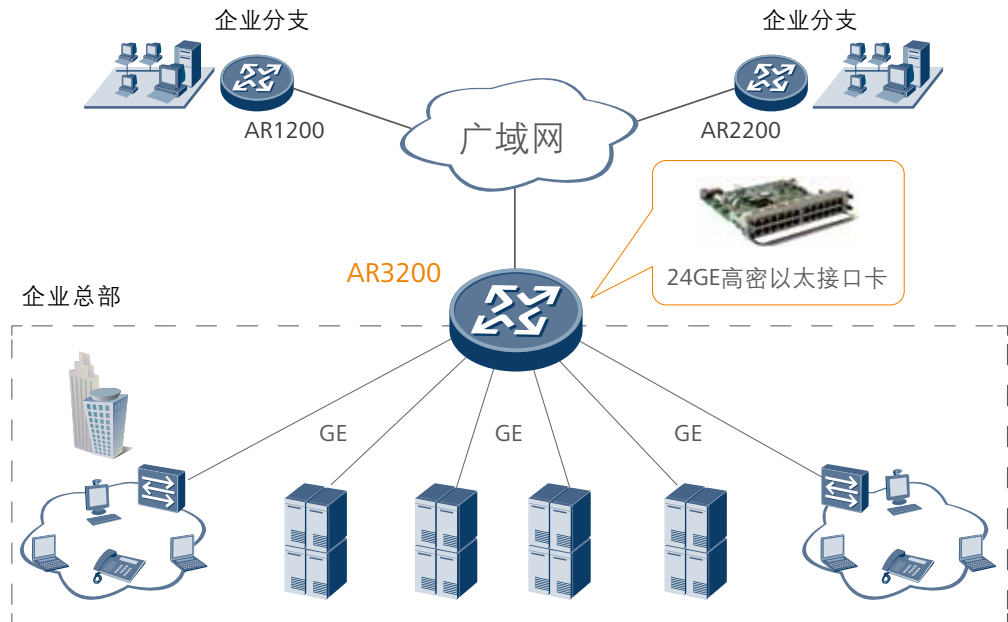 企业分支
企业分支
AR1200
广域网
AR2200
AR3200
24GE高密以太接口卡
企业总部
GE
GE
GE